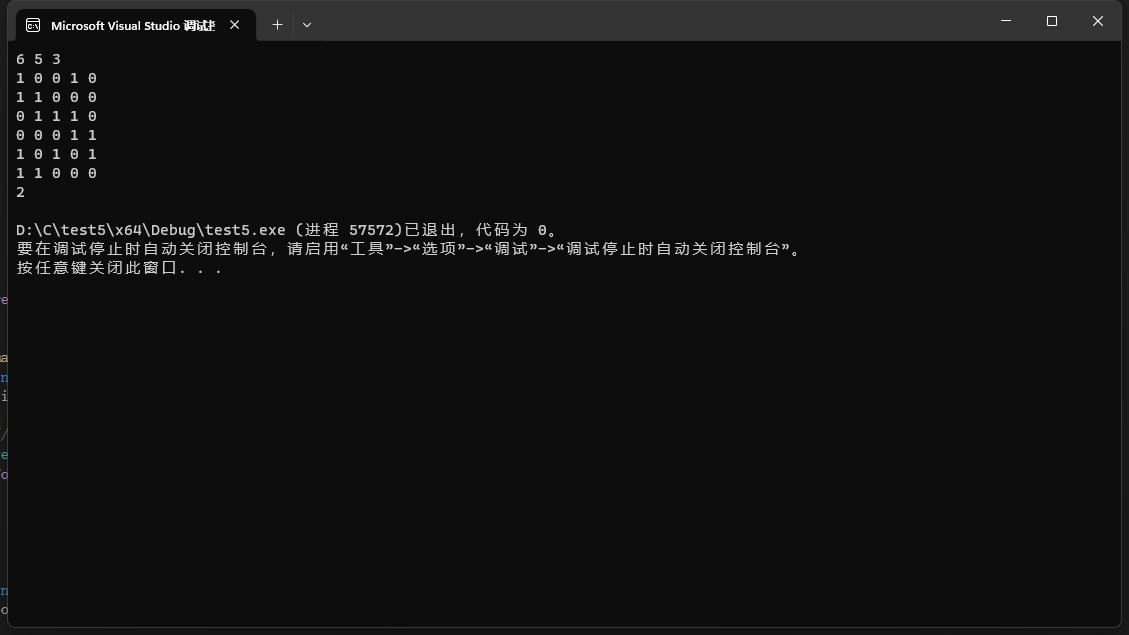 Microsoft Visual Studio 调试
6 5 3
1 0 0 1 0
1 1 0 0 0
0 1 1 1 0
0 0 0 1 1
1 0 1 0 1
1 1 0 0 0
2
D:\C\test5\x64\Debug\test5.exe (进程 57572)已退出，代码为 0。
要在调试停止时自动关闭控制台，请启用“工具”->“选项”->“调试”->“调试停止时自动关闭控制台”。
按任意键关闭此窗口. . .